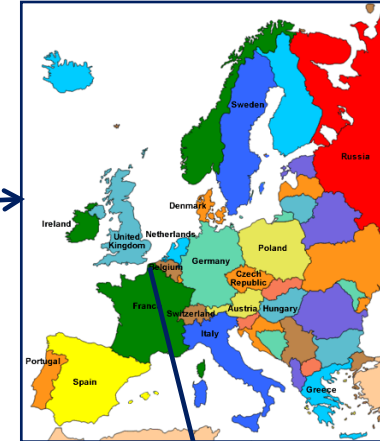 Sweden
Russia
Denmark
Ireland
United
Kingdom
Netherlands
Belgium
Germany
Poland
Czech
Republic
Franc
Switzerland
Austria
Hungary
Italy
Portugal
Spain
Greece